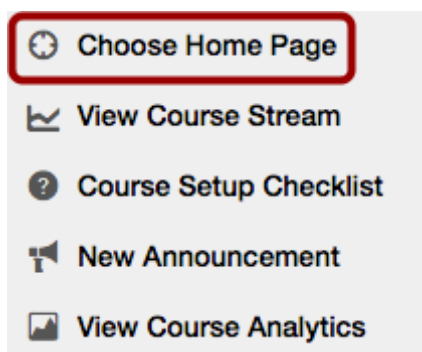 Choose Home Page
View Course Stream
Course Setup Checklist
New Announcement
View Course Analytics